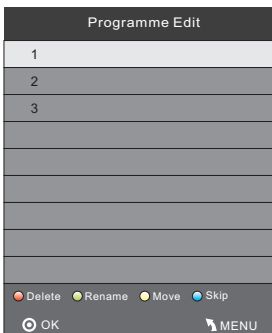 Programme Edit
1
2
3
Delete Rename Move Skip
OK MENU